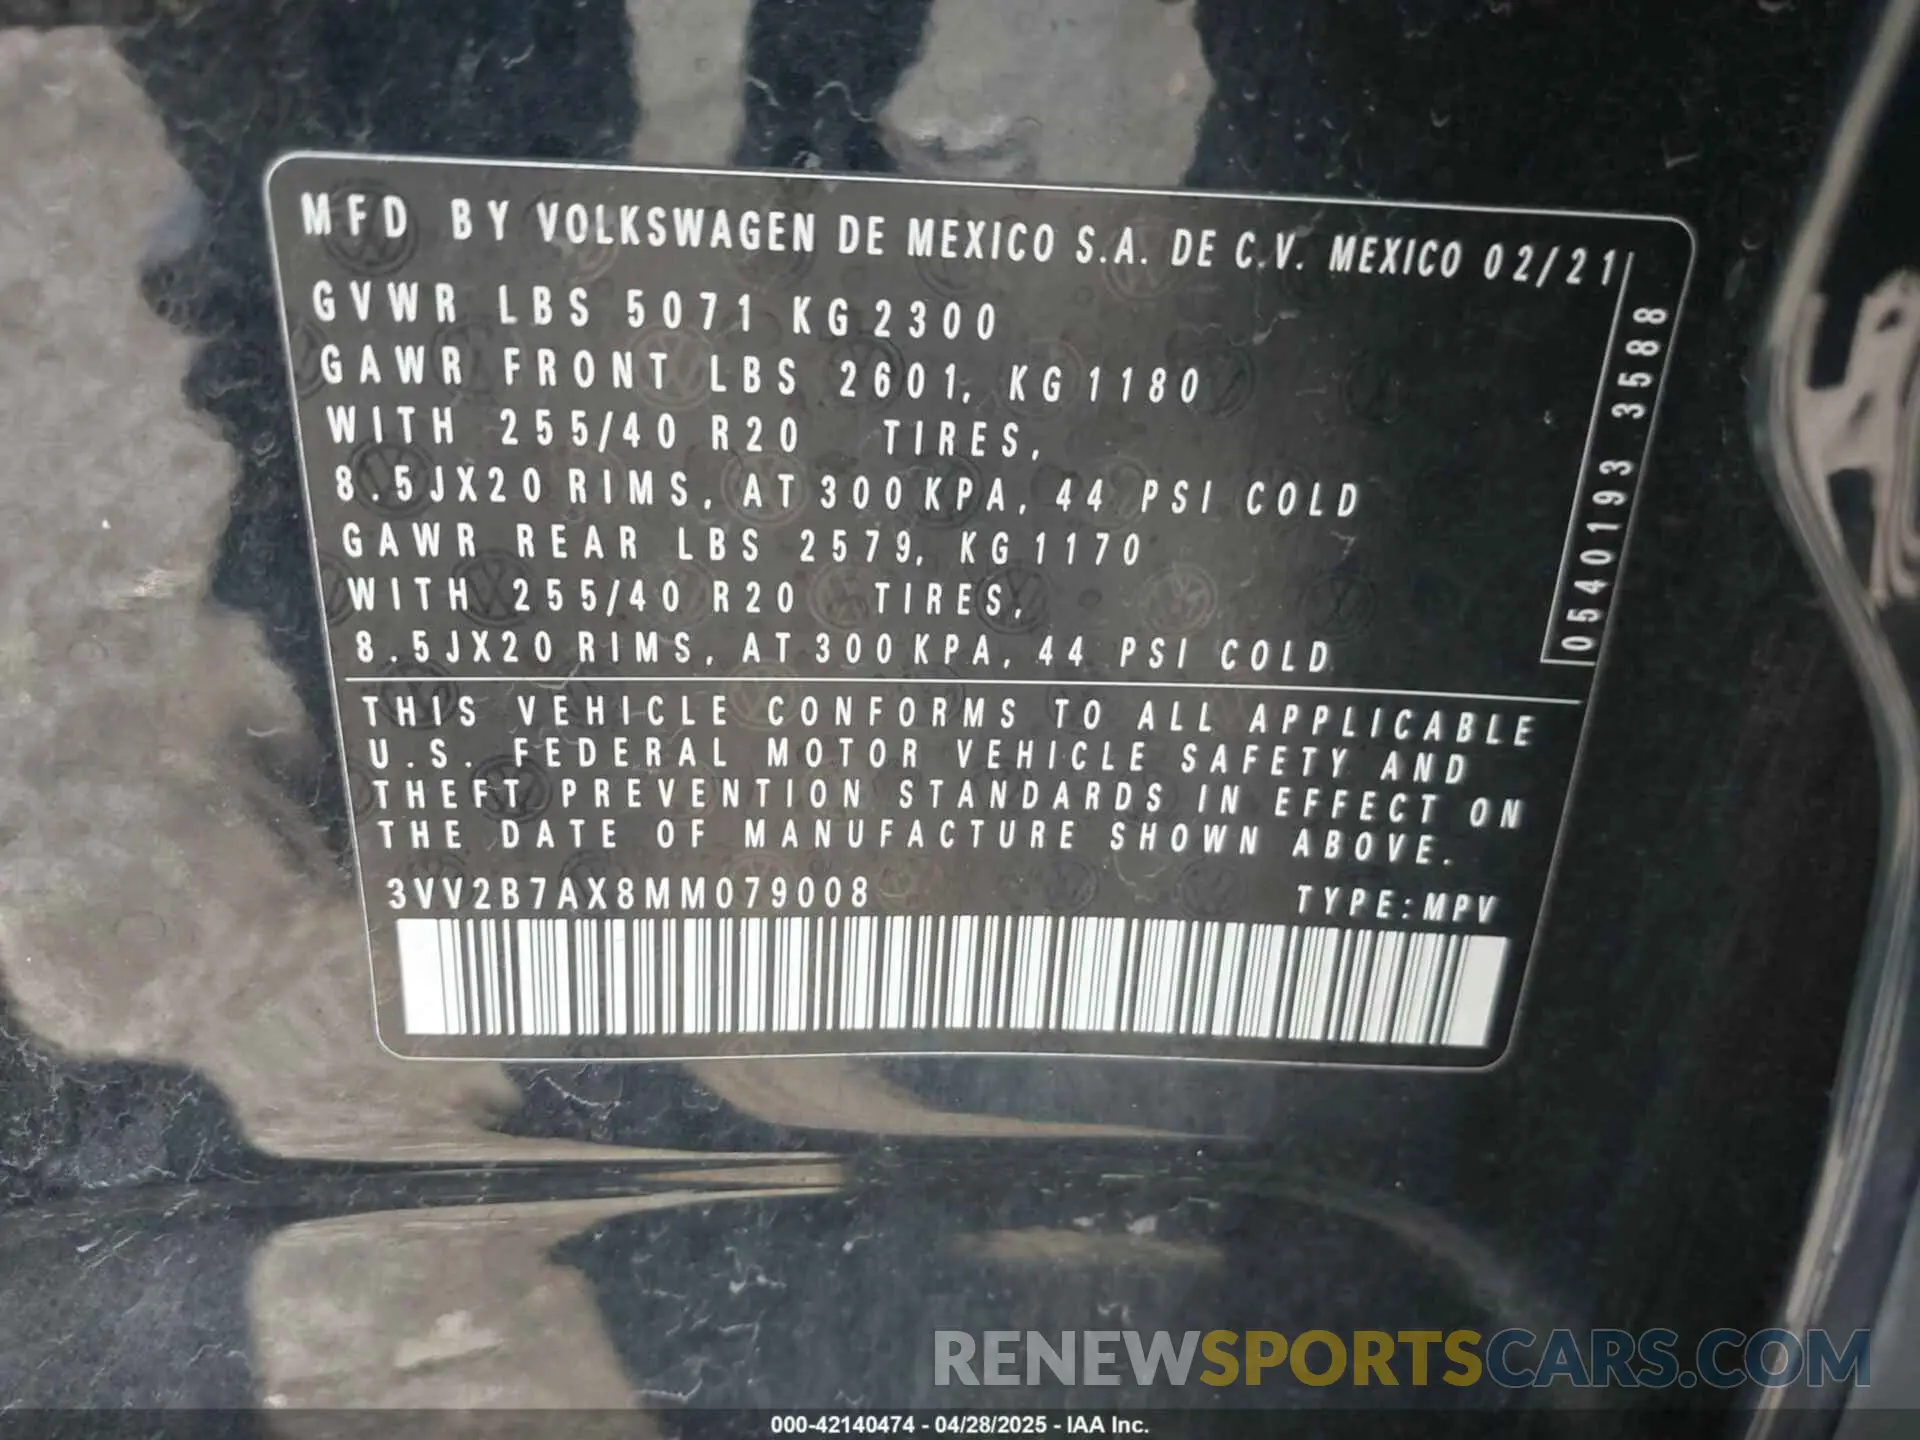 MFD BY VOLKSWAGEN DE MEXICO S.A. DE C.V. MEXICO 02/21
GVWR LBS 5071 KG 2300
GAWR FRONT LBS 2601, KG 1180
WITH 255/40 R20 TIRES,
8.5JX20 RIMS, AT 300 KPA, 44 PSI COLD
GAWR REAR LBS 2579, KG 1170
WITH 255/40 R20 TIRES,
8.5JX20 RIMS, AT 300 KPA, 44 PSI COLD
0540193 3588
THIS VEHICLE CONFORMS TO ALL APPLICABLE
U.S. FEDERAL MOTOR VEHICLE SAFETY AND
THEFT PREVENTION STANDARDS IN EFFECT ON
THE DATE OF MANUFACTURE SHOWN ABOVE.
3VV2B7AX8MM079008 TYPE:MPV
RENEWSPORTSCARS.COM
000-42140474 - 04/28/2025 - IAA Inc.